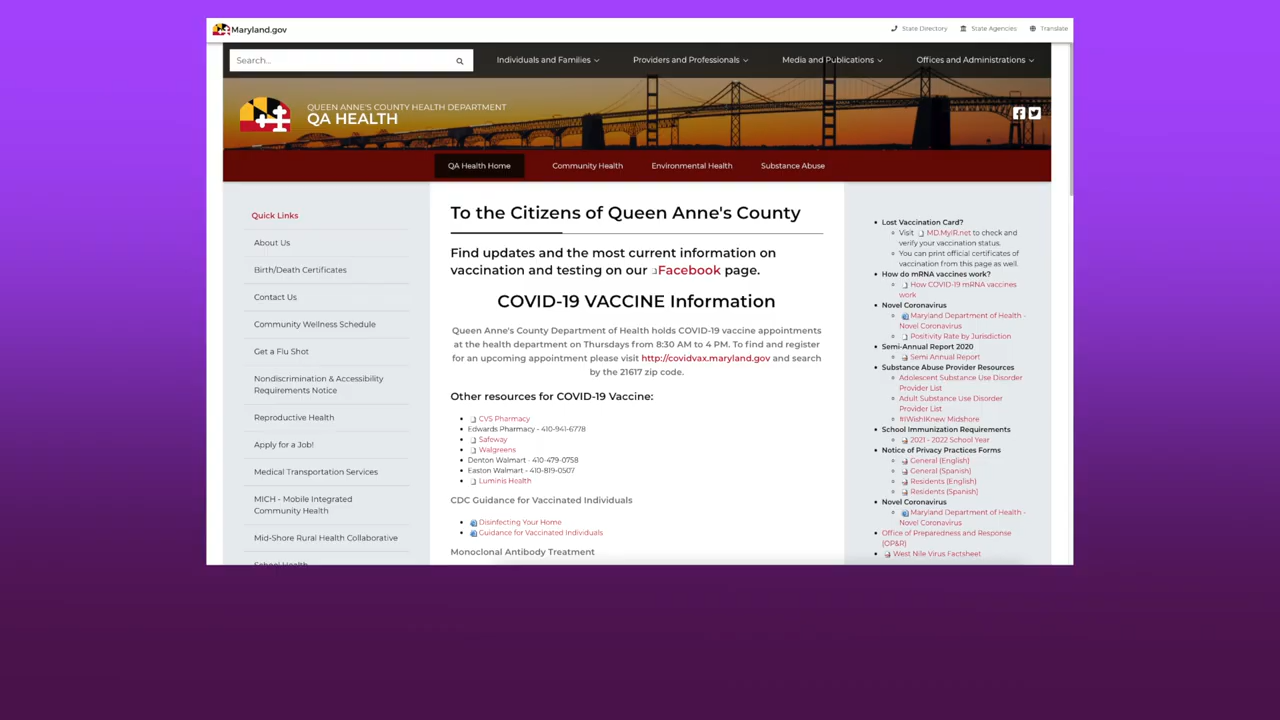 Maryland.gov
State Directory
State Agencies
Translate
Search...
Individuals and Families
Providers and Professionals
Media and Publications
Offices and Administrations
QUEEN ANNE'S COUNTY HEALTH DEPARTMENT
QA HEALTH
QA Health Home
Community Health
Environmental Health
Substance Abuse
Quick Links
About Us
Birth/Death Certificates
Contact Us
Community Wellness Schedule
Get a Flu Shot
Nondiscrimination & Accessibility
Requirements Notice
Reproductive Health
Apply for a Job!
Medical Transportation Services
MICH - Mobile Integrated
Community Health
Mid-Shore Rural Health Collaborative
School Health
To the Citizens of Queen Anne's County
Find updates and the most current information on
vaccination and testing on our Facebook page.
COVID-19 VACCINE Information
Queen Anne's County Department of Health holds COVID-19 vaccine appointments
at the health department on Thursdays from 8:30 AM to 4 PM. To find and register
for an upcoming appointment please visit http://covidvax.maryland.gov and search
by the 21617 zip code.
Other resources for COVID-19 Vaccine:
CVS Pharmacy
Edwards Pharmacy - 410-941-6778
Safeway
Walgreens
Denton Walmart - 410-479-0758
Easton Walmart - 410-819-0507
Luminis Health
CDC Guidance for Vaccinated Individuals
Disinfecting Your Home
Guidance for Vaccinated Individuals
Monoclonal Antibody Treatment
Lost Vaccination Card?
Visit MD.MyIR.net to check and
verify your vaccination status.
You can print official certificates of
vaccination from this page as well.
How do mRNA vaccines work?
How COVID-19 mRNA vaccines
work
Novel Coronavirus
Maryland Department of Health -
Novel Coronavirus
Positivity Rate by Jurisdiction
Semi-Annual Report 2020
Semi Annual Report
Substance Abuse Provider Resources
Adolescent Substance Use Disorder
Provider List
Adult Substance Use Disorder
Provider List
#IWishIKnew Midshore
School Immunization Requirements
2021 - 2022 School Year
Notice of Privacy Practices Forms
General (English)
General (Spanish)
Residents (English)
Residents (Spanish)
Novel Coronavirus
Maryland Department of Health -
Novel Coronavirus
Office of Preparedness and Response
(OP&R)
West Nile Virus Factsheet